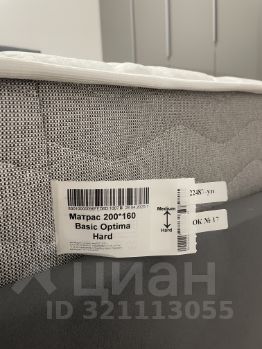 Матрас 200*160
Basic Optima
Hard
Medium
Hard
ОК № 17
циан
ID 321113055